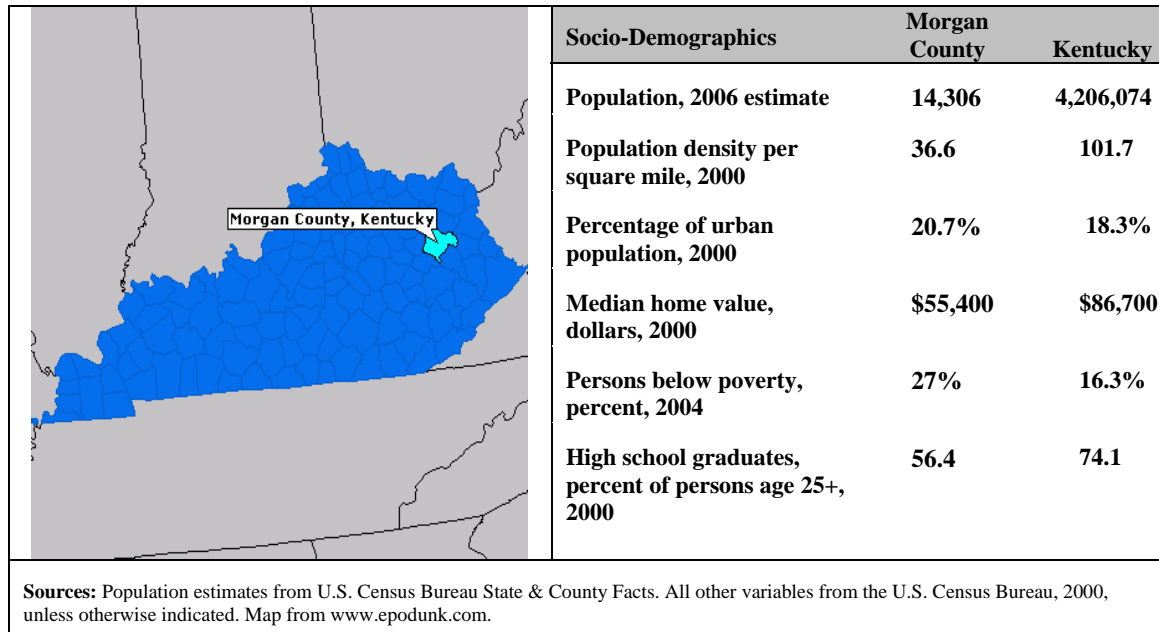 Morgan County, Kentucky
Socio-Demographics
Morgan
County
Kentucky
Population, 2006 estimate 14,306 4,206,074
Population density per
square mile, 2000
36.6 101.7
Percentage of urban
population, 2000
20.7% 18.3%
Median home value,
dollars, 2000
$55,400 $86,700
Persons below poverty,
percent, 2004
27% 16.3%
High school graduates,
percent of persons age 25+,
2000
56.4 74.1
Sources: Population estimates from U.S. Census Bureau State & County Facts. All other variables from the U.S. Census Bureau, 2000,
unless otherwise indicated. Map from www.epodunk.com.